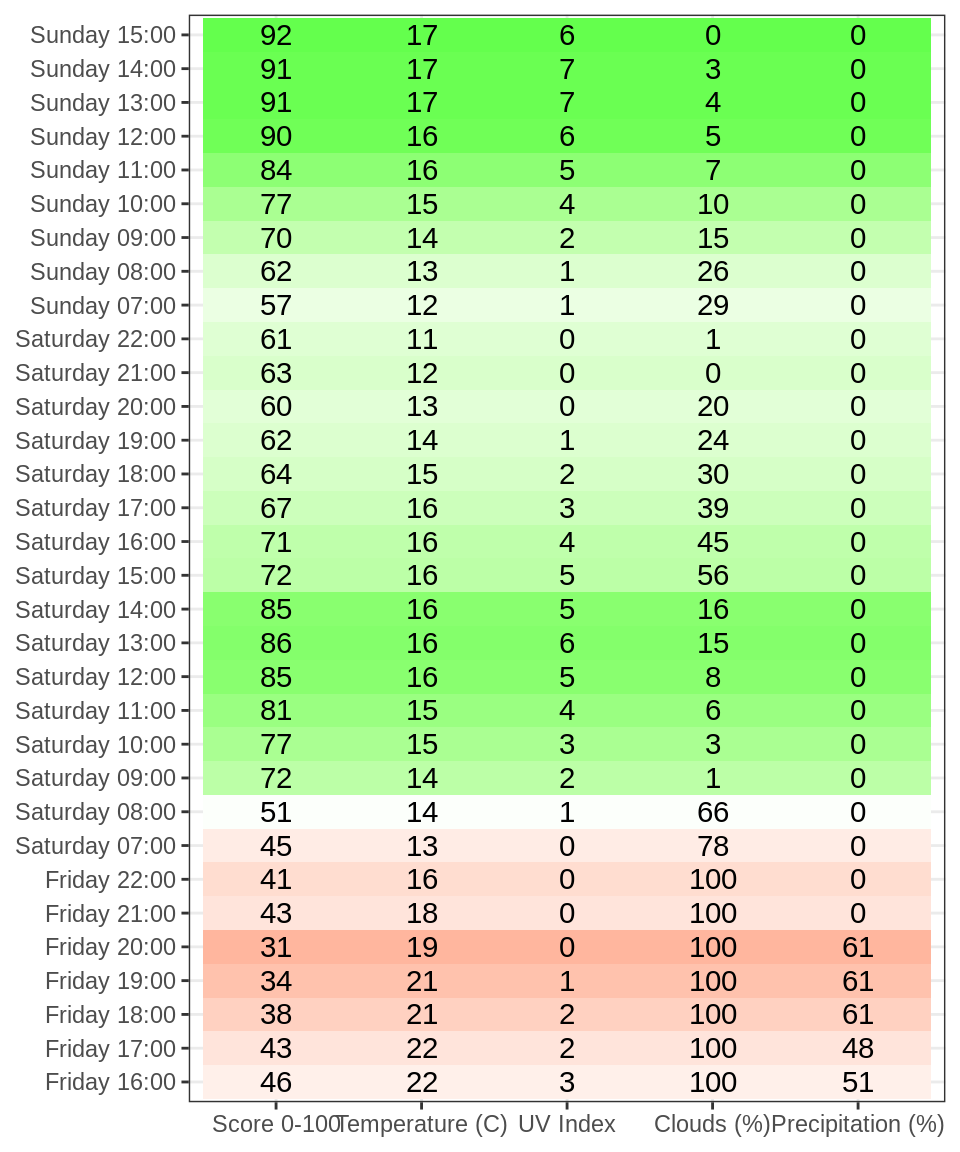 Sunday 15:00 92 17 6 0 0
Sunday 14:00 91 17 7 3 0
Sunday 13:00 91 17 7 4 0
Sunday 12:00 90 16 6 5 0
Sunday 11:00 84 16 5 7 0
Sunday 10:00 77 15 4 10 0
Sunday 09:00 70 14 2 15 0
Sunday 08:00 62 13 1 26 0
Sunday 07:00 57 12 1 29 0
Saturday 22:00 61 11 0 1 0
Saturday 21:00 63 12 0 0 0
Saturday 20:00 60 13 0 20 0
Saturday 19:00 62 14 1 24 0
Saturday 18:00 64 15 2 30 0
Saturday 17:00 67 16 3 39 0
Saturday 16:00 71 16 4 45 0
Saturday 15:00 72 16 5 56 0
Saturday 14:00 85 16 5 16 0
Saturday 13:00 86 16 6 15 0
Saturday 12:00 85 16 5 8 0
Saturday 11:00 81 15 4 6 0
Saturday 10:00 77 15 3 3 0
Saturday 09:00 72 14 2 1 0
Saturday 08:00 51 14 1 66 0
Saturday 07:00 45 13 0 78 0
Friday 22:00 41 16 0 100 0
Friday 21:00 43 18 0 100 0
Friday 20:00 31 19 0 100 61
Friday 19:00 34 21 1 100 61
Friday 18:00 38 21 2 100 61
Friday 17:00 43 22 2 100 48
Friday 16:00 46 22 3 100 51
Score 0-100 Temperature (C) UV Index Clouds (%) Precipitation (%)